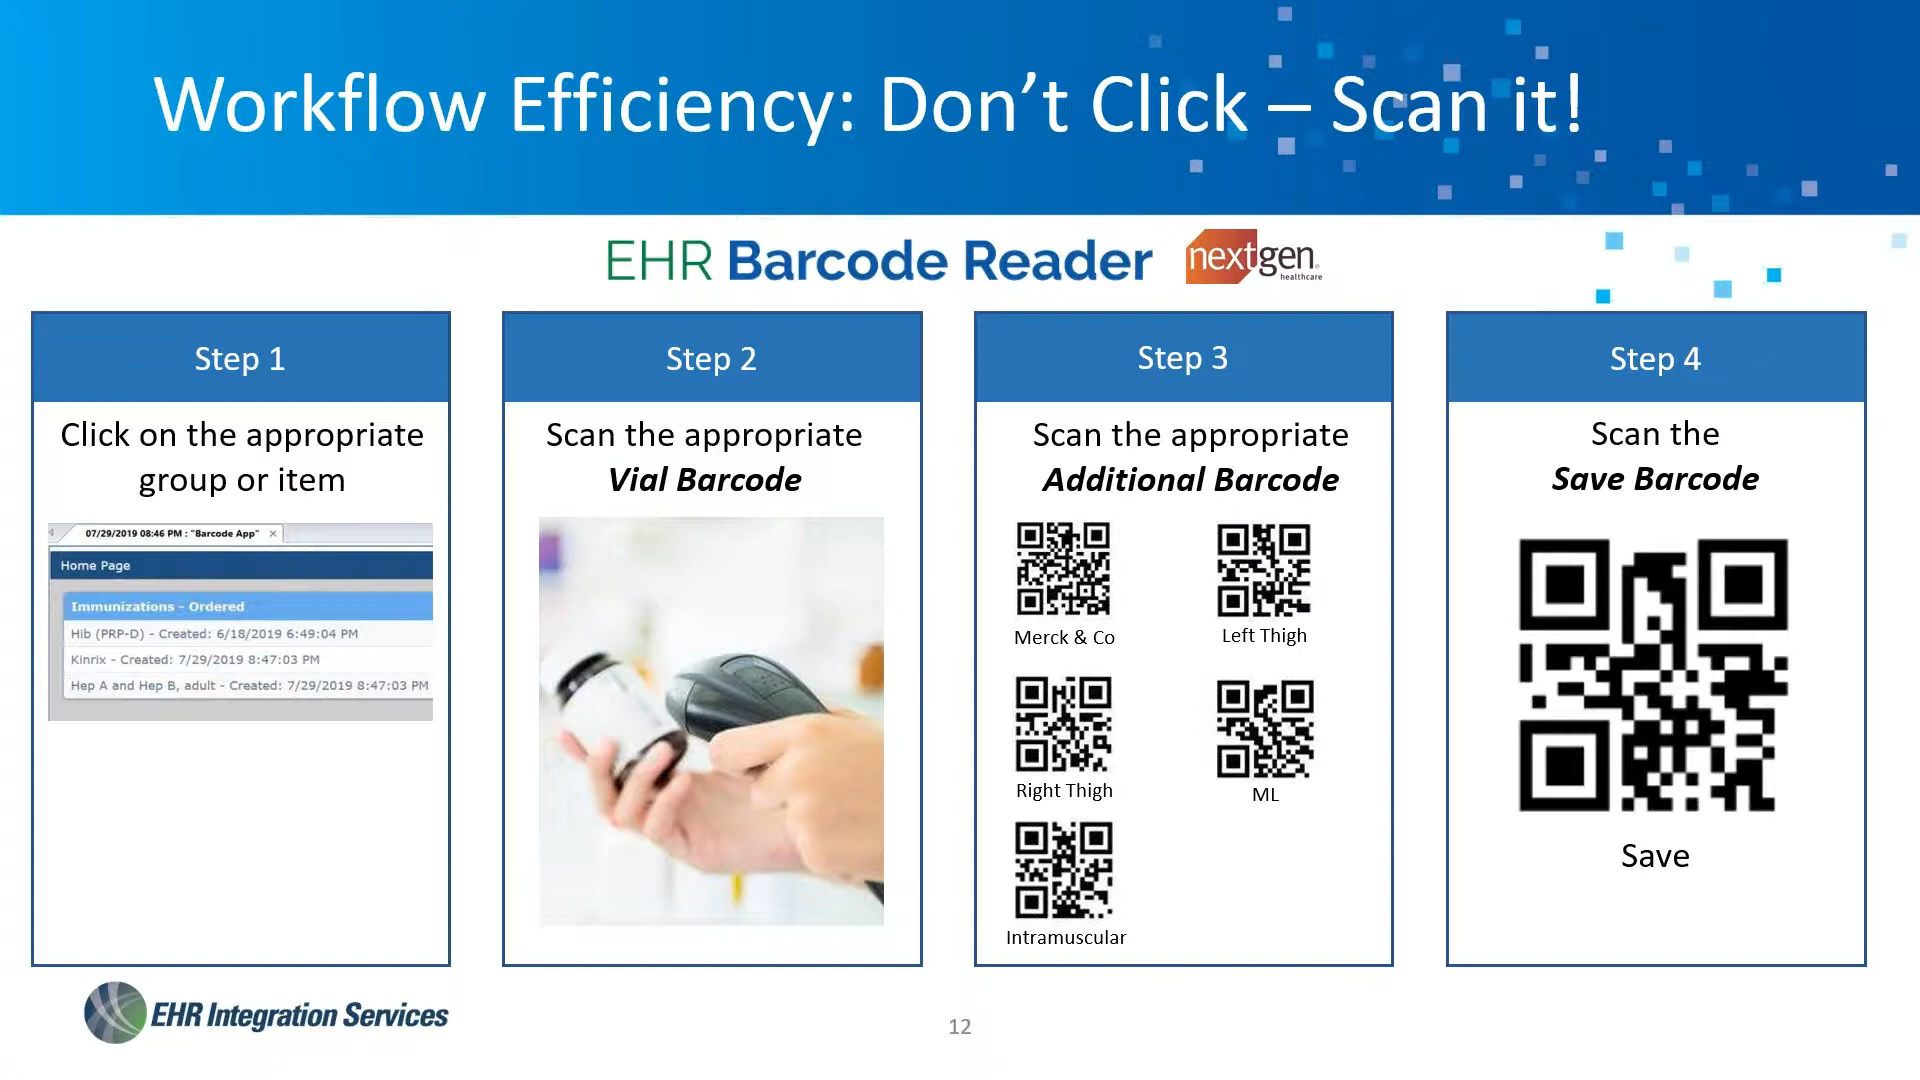 Workflow Efficiency: Don’t Click – Scan it!
EHR Barcode Reader
nextgen
healthcare
Step 1
Click on the appropriate
group or item
07/29/2019 08:46 PM : "Barcode App" ×
Home Page
Immunizations - Ordered
Hib (PRP-D) - Created: 6/18/2019 6:49:04 PM
Kinrix - Created: 7/29/2019 8:47:03 PM
Hep A and Hep B, adult - Created: 7/29/2019 8:47:03 PM
Step 2
Scan the appropriate
Vial Barcode
Step 3
Scan the appropriate
Additional Barcode
Merck & Co
Left Thigh
Right Thigh
ML
Intramuscular
Step 4
Scan the
Save Barcode
Save
EHR Integration Services
12